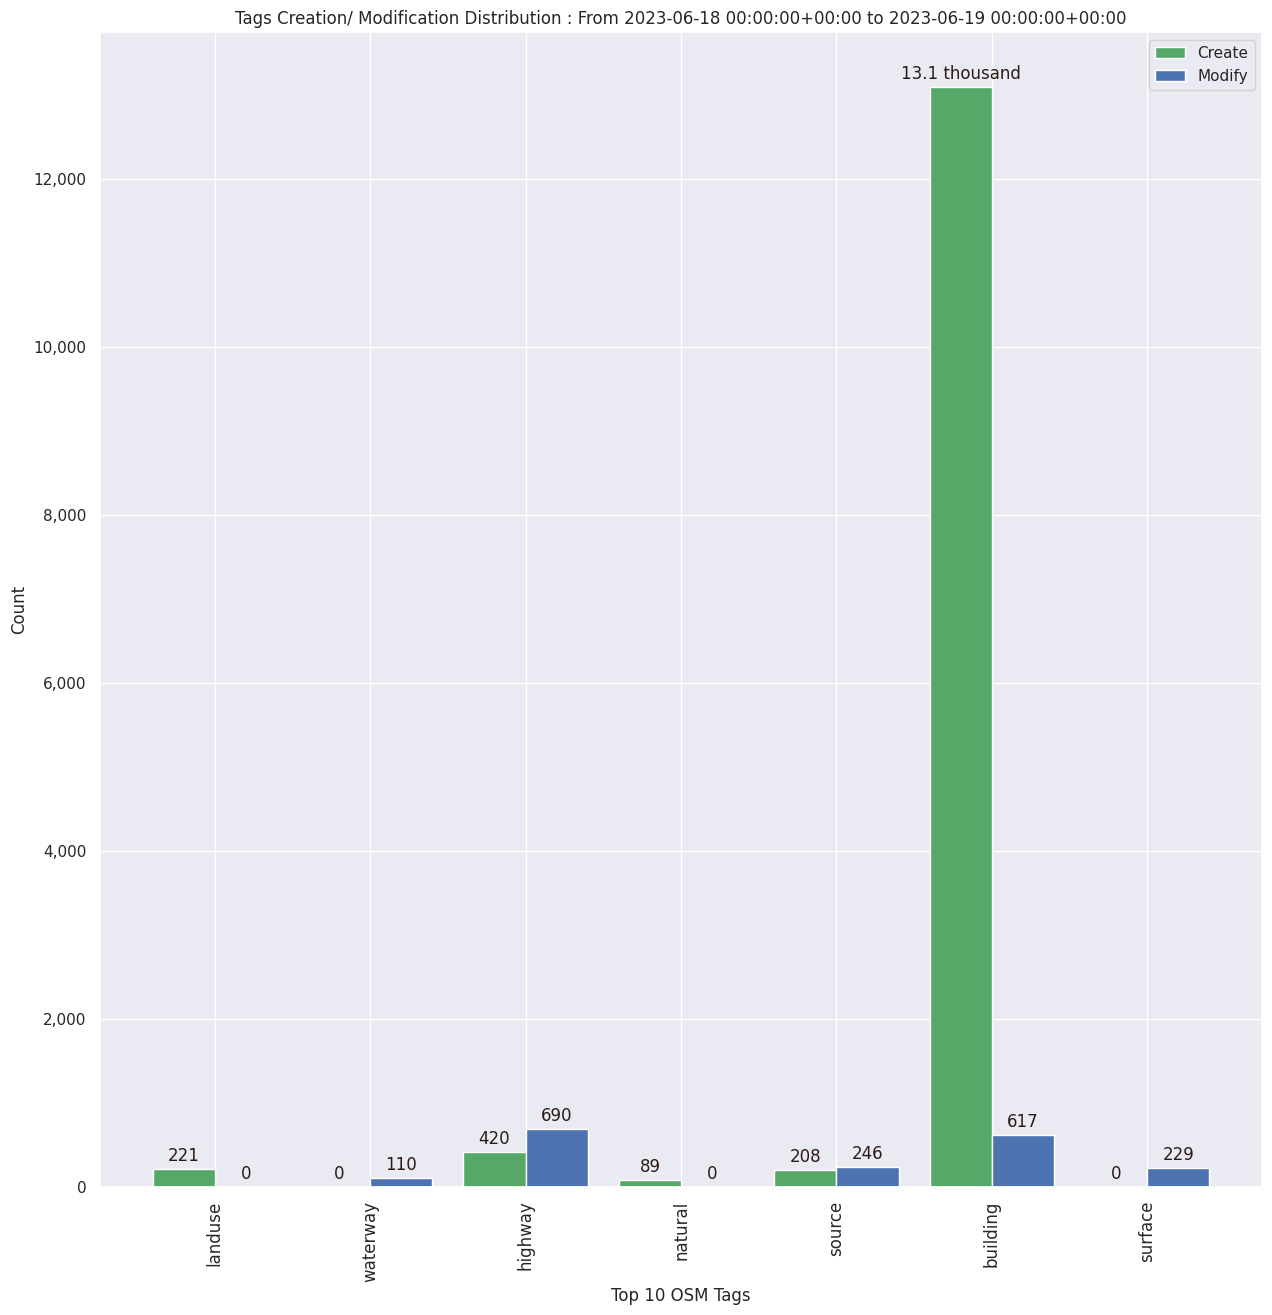 Tags Creation/ Modification Distribution : From 2023-06-18 00:00:00+00:00 to 2023-06-19 00:00:00+00:00
Create
Modify
13.1 thousand
12,000
10,000
8,000
6,000
4,000
2,000
0
Count
221
0
0
110
420
690
89
0
208
246
617
0
229
landuse
waterway
highway
natural
source
building
surface
Top 10 OSM Tags